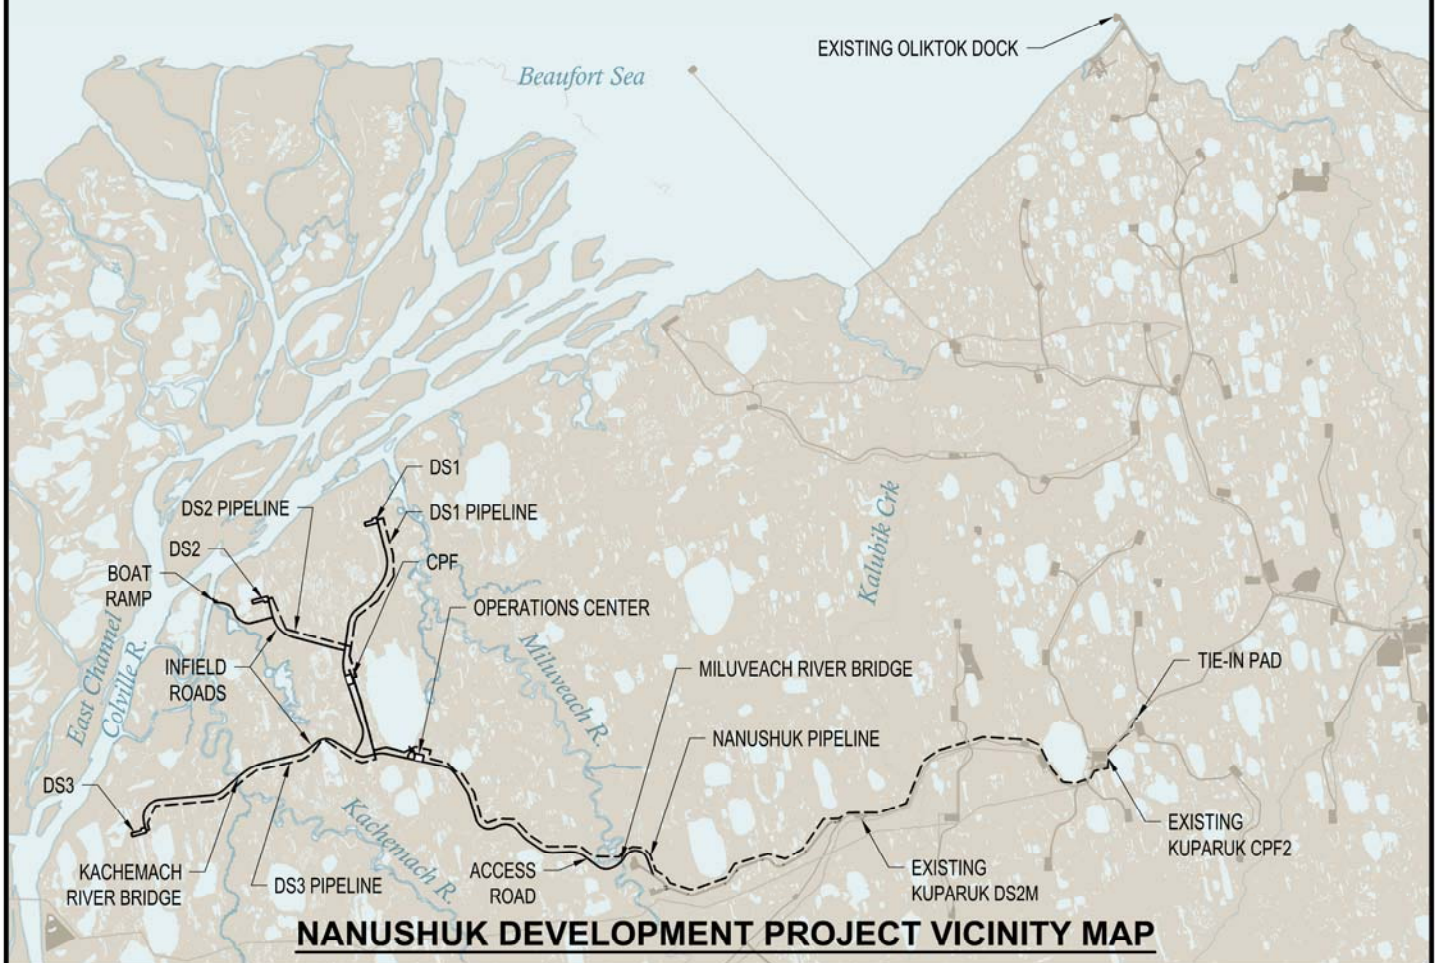 EXISTING OLIKTOK DOCK
Beaufort Sea
DS1
DS2 PIPELINE
DS1 PIPELINE
Kalubik Crk
DS2
CPF
BOAT
RAMP
OPERATIONS CENTER
East Channel
Colville R.
INFIELD
ROADS
Miluveach R.
MILUVEACH RIVER BRIDGE
TIE-IN PAD
NANUSHUK PIPELINE
DS3
Kachemach R.
EXISTING
KUPARUK CPF2
KACHEMACH
RIVER BRIDGE
DS3 PIPELINE
ACCESS
ROAD
EXISTING
KUPARUK DS2M
NANUSHUK DEVELOPMENT PROJECT VICINITY MAP